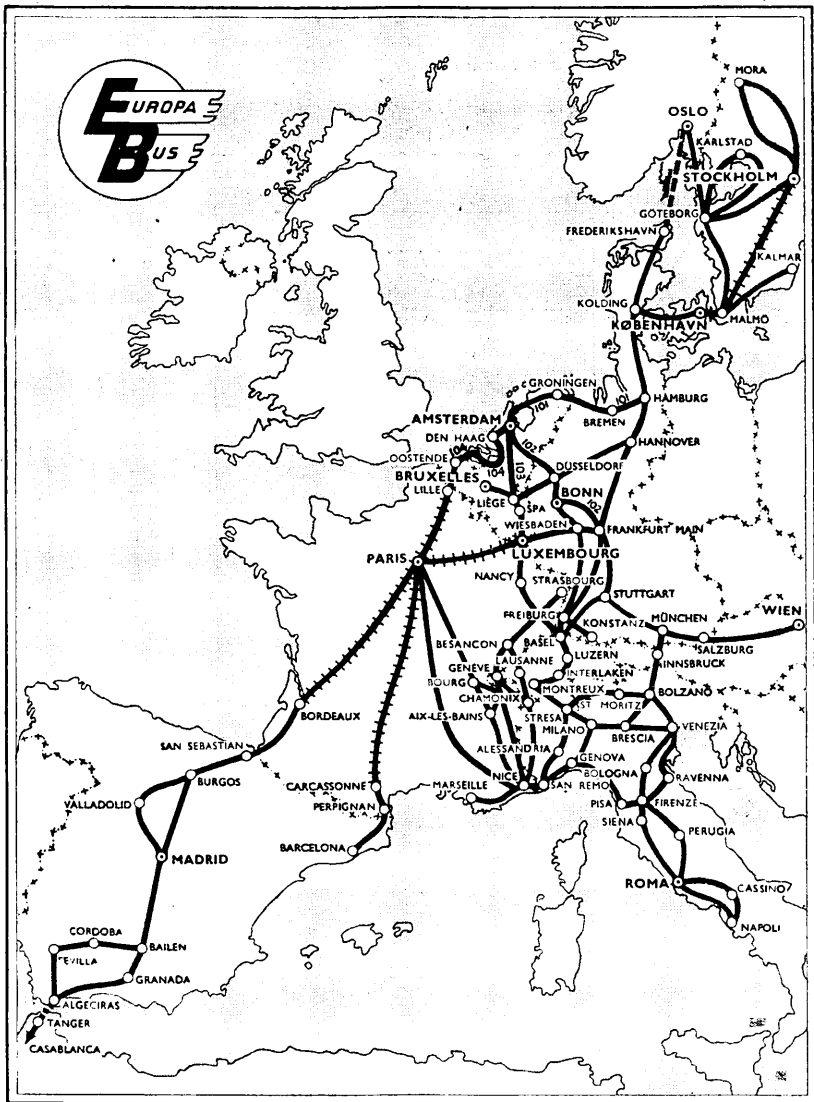 EUROPA
BUS
MORA
OSLO
KARLSTAD
STOCKHOLM
GÖTEBORG
FREDERIKSHAVN
KALMAR
KOLDING
KØBENHAVN
MALMÖ
GRONINGEN
101
101
HAMBURG
BREMEN
AMSTERDAM
DEN HAAG
102
HANNOVER
104
OOSTENDE
104
103
DÜSSELDORF
BRUXELLES
LILLE
LIÈGE
SPA
BONN
102
WIESBADEN
FRANKFURT MAIN
LUXEMBOURG
PARIS
NANCY
STRASBOURG
STUTTGART
FREIBURG
KONSTANZ
MÜNCHEN
WIEN
BESANCON
BASEL
SALZBURG
LUZERN
INNSBRUCK
GENEVE
LAUSANNE
INTERLAKEN
BOURG
MONTREUX
BOLZANO
CHAMONIX
ST MORITZ
AIX-LES-BAINS
STRESA
BORDEAUX
MILANO
BRESCIA
VENEZIA
SAN SEBASTIAN
ALESSANDRIA
GENOVA
BURGOS
CARCASSONNE
MARSEILLE
NICE
SAN REMO
BOLOGNA
RAVENNA
VALLADOLID
PERPIGNAN
PISA
FIRENZE
SIENA
PERUGIA
BARCELONA
MADRID
ROMA
CASSINO
NAPOLI
CORDOBA
BAILEN
SEVILLA
GRANADA
ALGECIRAS
TANGER
CASABLANCA